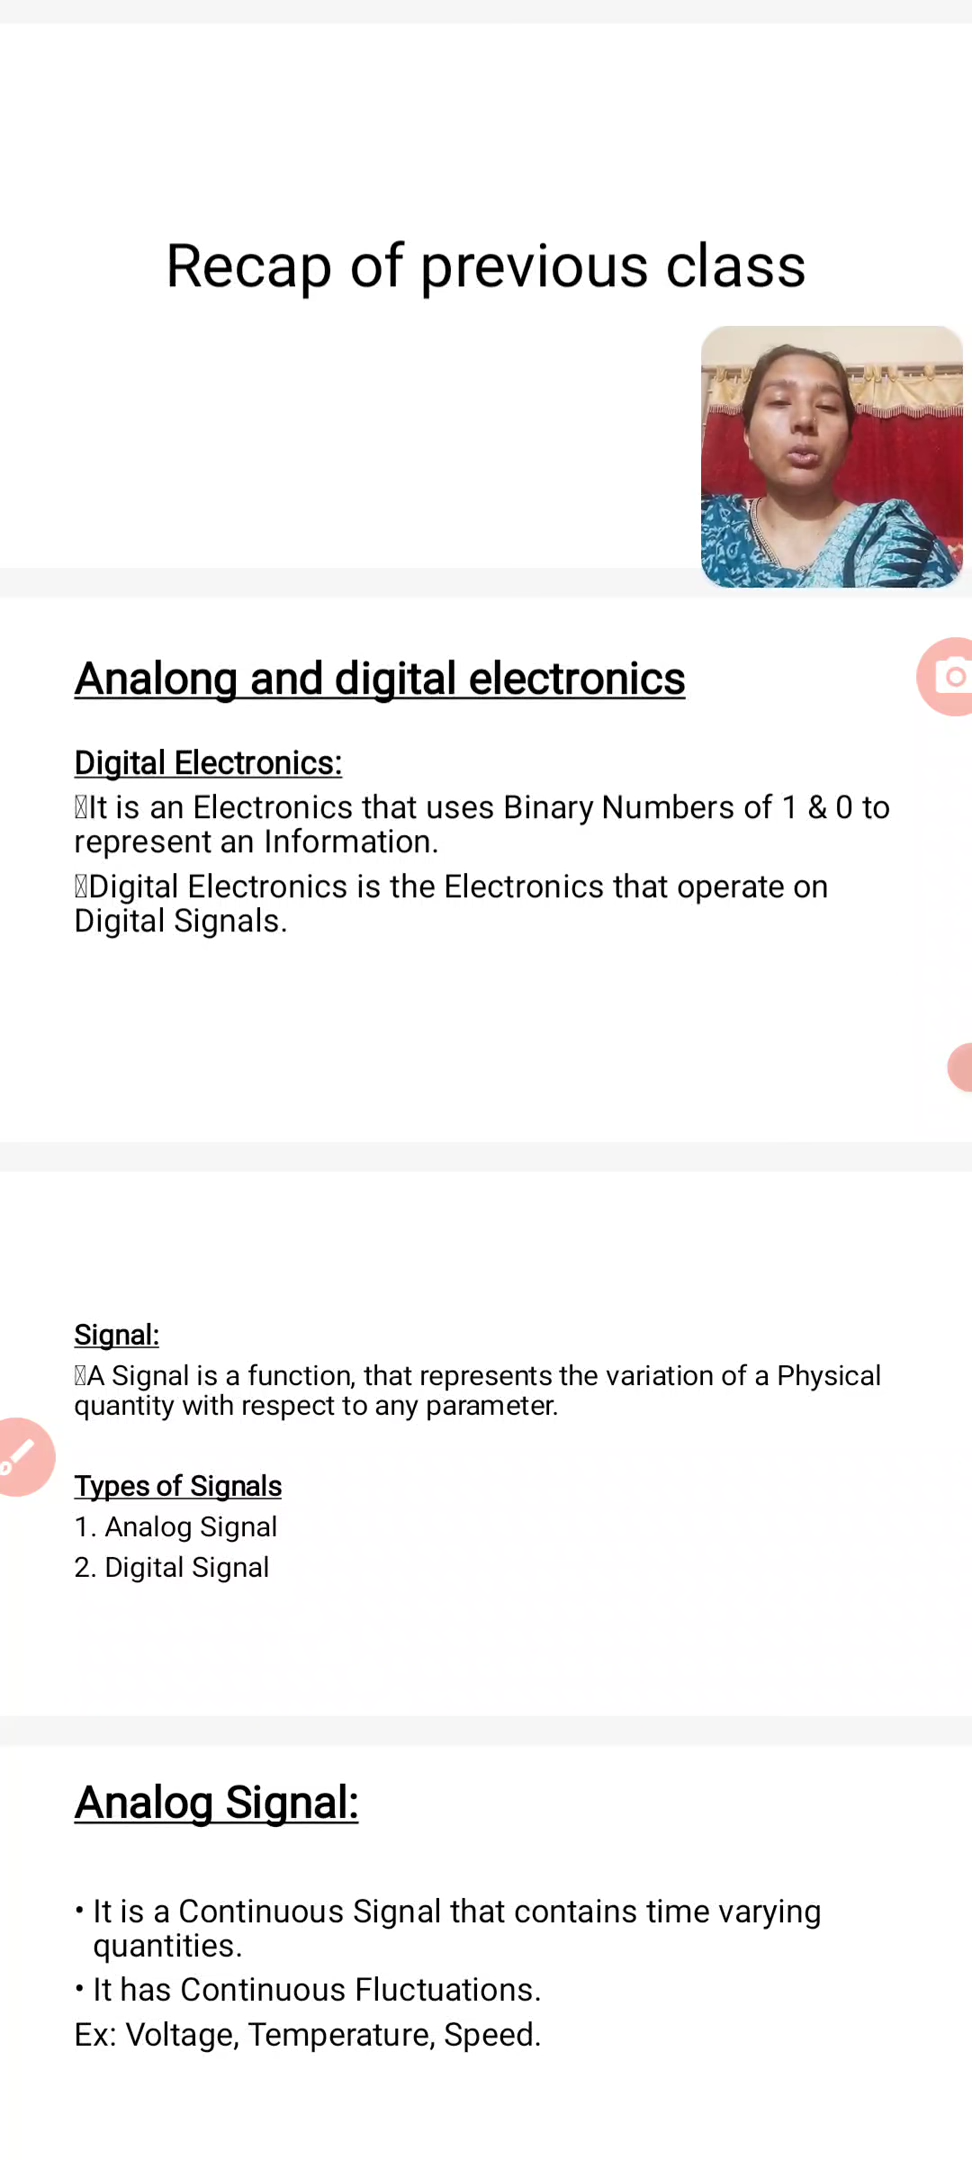 Recap of previous class
Analong and digital electronics
Digital Electronics:
It is an Electronics that uses Binary Numbers of 1 & 0 to
represent an Information.
Digital Electronics is the Electronics that operate on
Digital Signals.
Signal:
A Signal is a function, that represents the variation of a Physical
quantity with respect to any parameter.
Types of Signals
1. Analog Signal
2. Digital Signal
Analog Signal:
• It is a Continuous Signal that contains time varying
quantities.
• It has Continuous Fluctuations.
Ex: Voltage, Temperature, Speed.